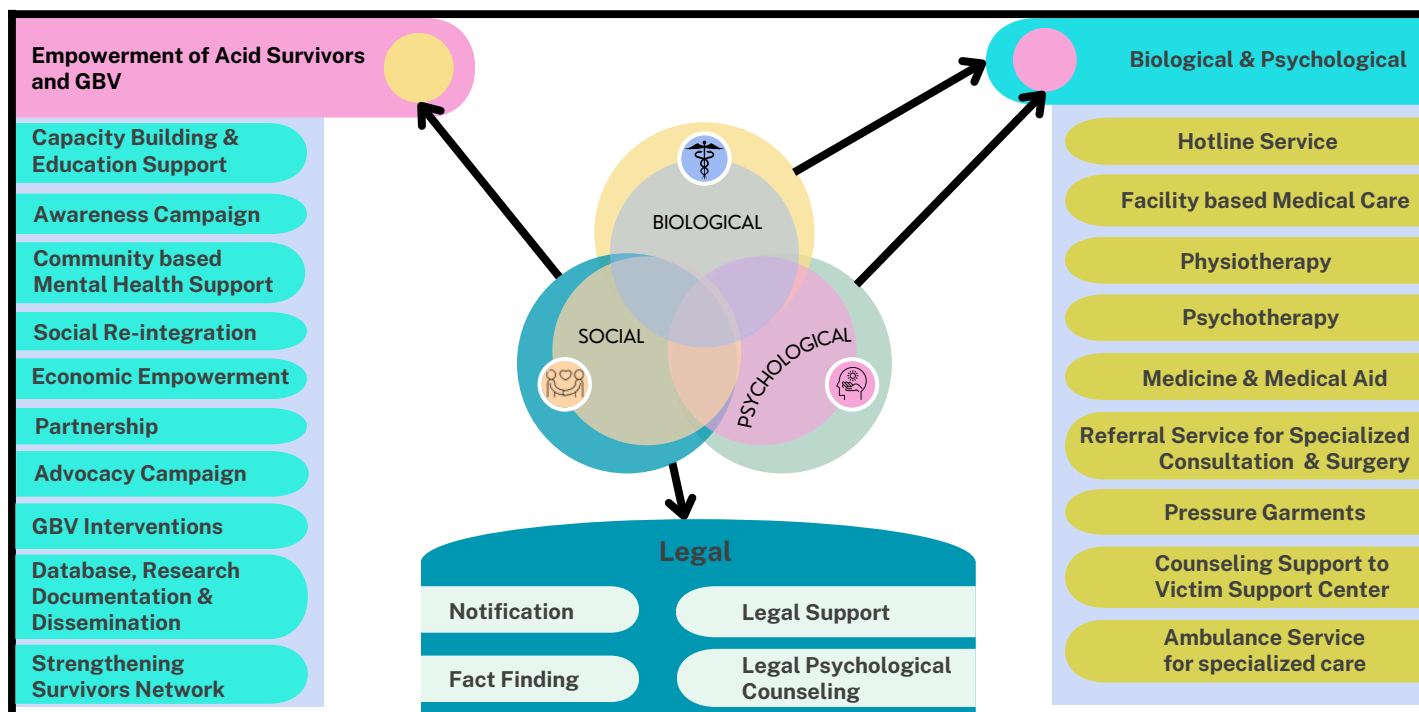 Empowerment of Acid Survivors
and GBV
Capacity Building &
Education Support
Awareness Campaign
Community based
Mental Health Support
Social Re-integration
Economic Empowerment
Partnership
Advocacy Campaign
GBV Interventions
Database, Research
Documentation &
Dissemination
Strengthening
Survivors Network
BIOLOGICAL
SOCIAL
PSYCHOLOGICAL
Legal
Notification
Legal Support
Fact Finding
Legal Psychological
Counseling
Biological & Psychological
Hotline Service
Facility based Medical Care
Physiotherapy
Psychotherapy
Medicine & Medical Aid
Referral Service for Specialized
Consultation & Surgery
Pressure Garments
Counseling Support to
Victim Support Center
Ambulance Service
for specialized care